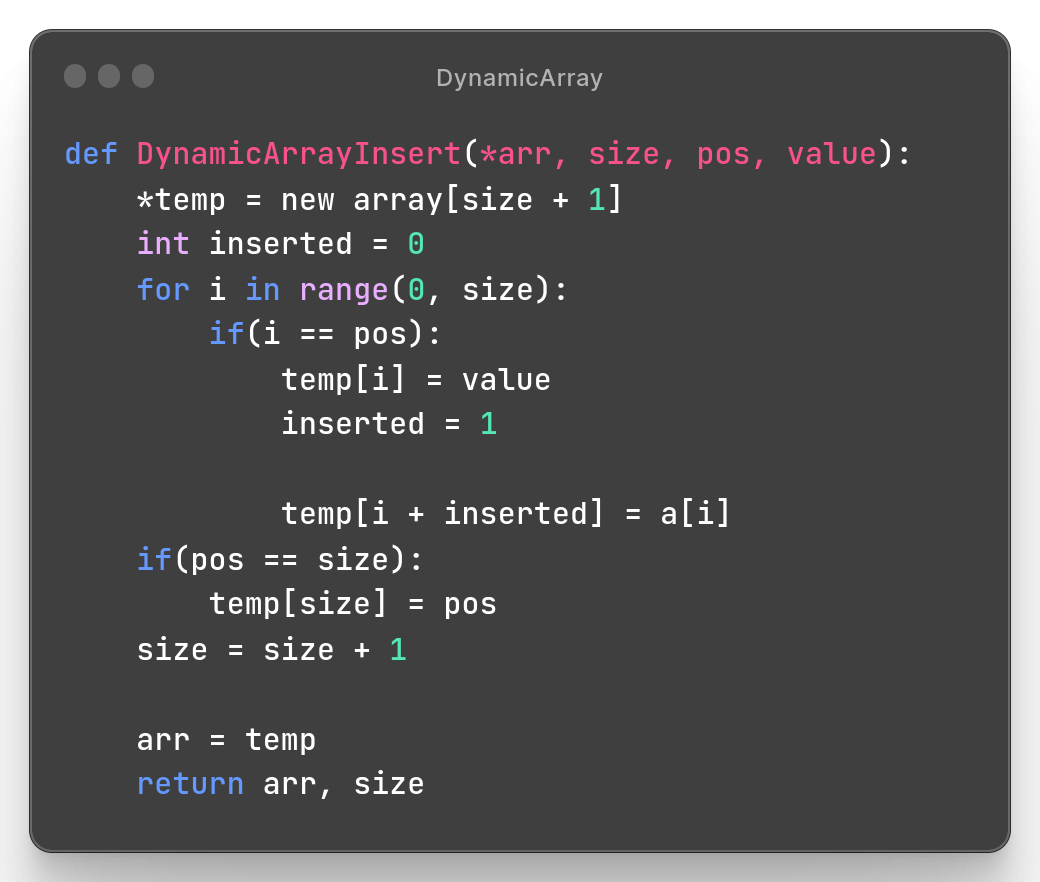 DynamicArray
def DynamicArrayInsert(*arr, size, pos, value):
    *temp = new array[size + 1]
    int inserted = 0
    for i in range(0, size):
        if(i == pos):
            temp[i] = value
            inserted = 1

            temp[i + inserted] = a[i]
    if(pos == size):
        temp[size] = pos
    size = size + 1

    arr = temp
    return arr, size